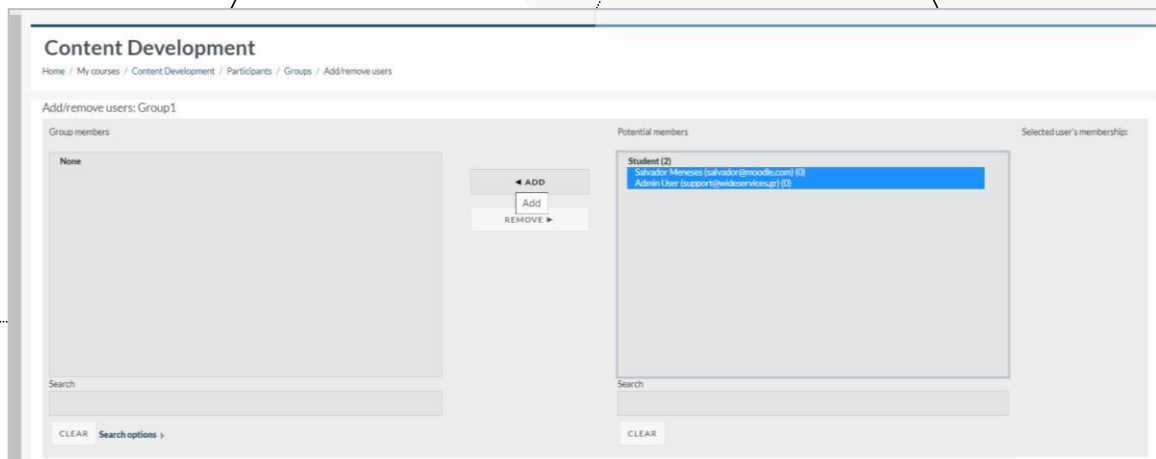 Content Development
Home / My courses / Content Development / Participants / Groups / Add/remove users
Add/remove users: Group1
Group members
Potential members
Selected user's membership:
None
Student (2)
Salvador Meneses (salvador@moodle.com) (0)
Admin User (support@wideservices.gr) (0)
◄ ADD
Add
REMOVE ►
Search
Search
CLEAR Search options
CLEAR